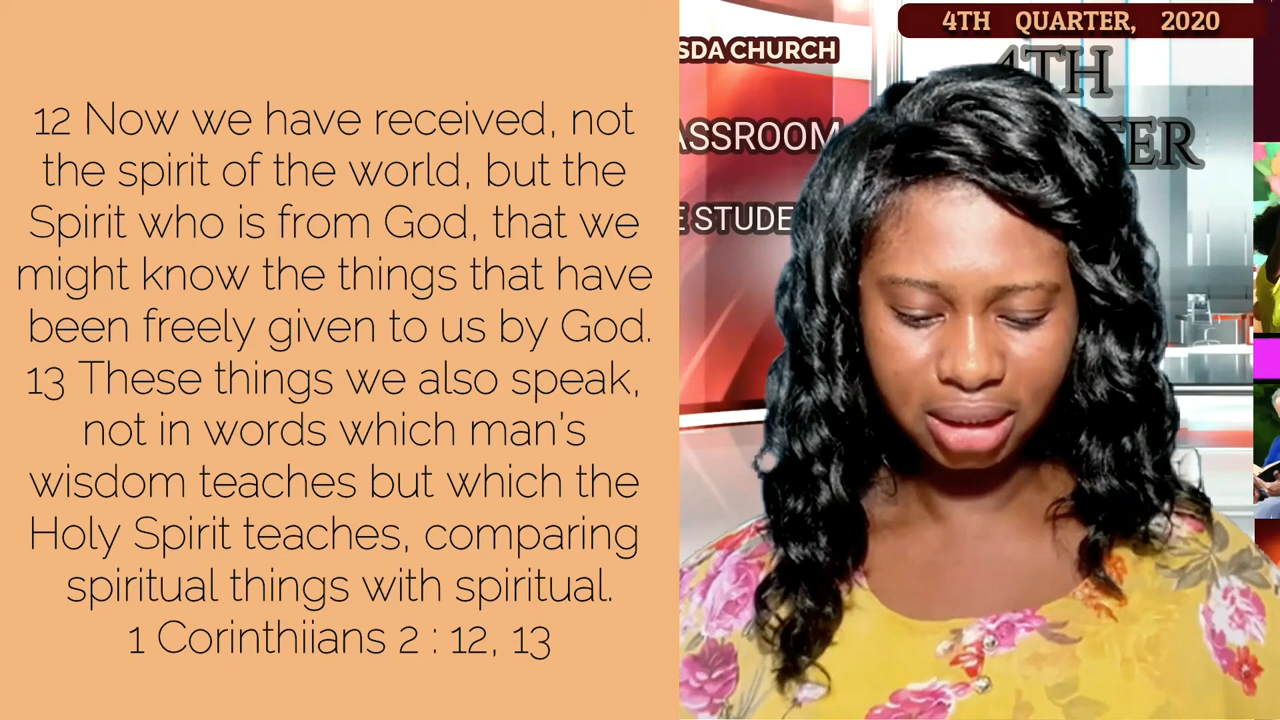 12 Now we have received, not
the spirit of the world, but the
Spirit who is from God, that we
might know the things that have
been freely given to us by God.
13 These things we also speak,
not in words which man's
wisdom teaches but which the
Holy Spirit teaches, comparing
spiritual things with spiritual.
1 Corinthiians 2 : 12, 13
4TH QUARTER, 2020
SDA CHURCH
4TH